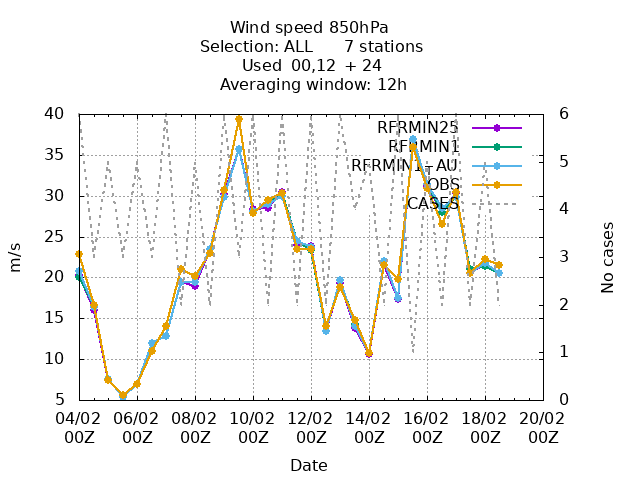 Wind speed 850hPa
Selection: ALL 7 stations
Used 00,12 + 24
Averaging window: 12h
RFRMIN25
RFRMIN1
RFRMIN1_AU
OBS
CASES
40
35
30
25
20
15
10
5
m/s
6
5
4
3
2
1
0
No cases
04/02 06/02 08/02 10/02 12/02 14/02 16/02 18/02 20/02
00Z 00Z 00Z 00Z 00Z 00Z 00Z 00Z 00Z
Date